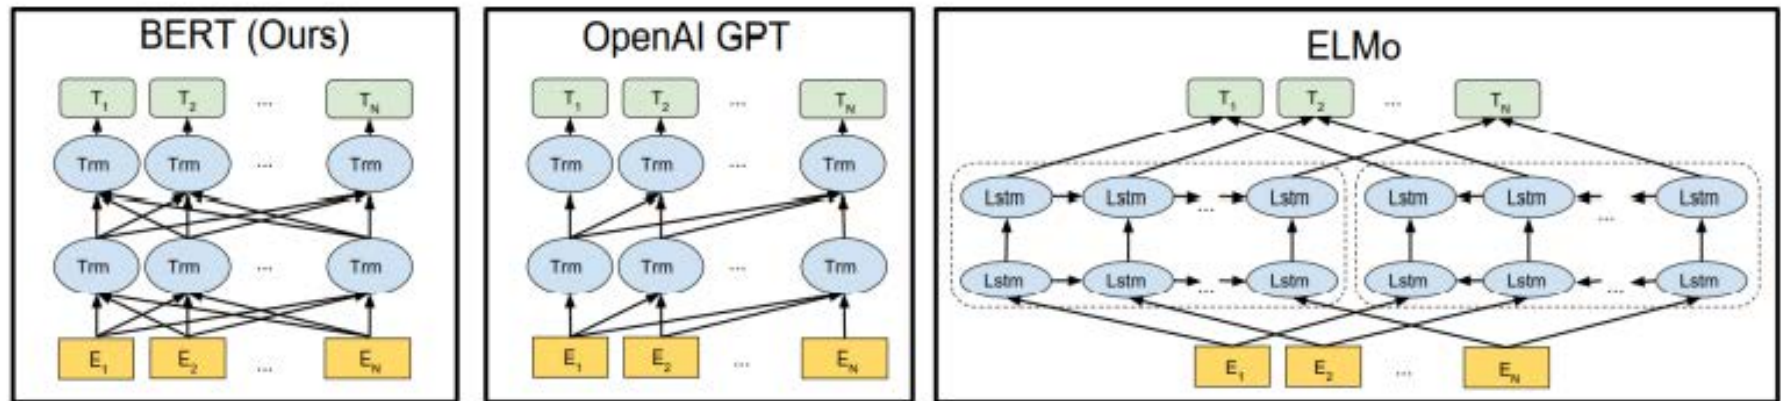 BERT (Ours)
T1 T2 ... TN
Trm Trm ... Trm
Trm Trm ... Trm
E1 E2 ... EN
OpenAI GPT
T1 T2 ... TN
Trm Trm ... Trm
Trm Trm ... Trm
E1 E2 ... EN
ELMo
T1 T2 ... TN
Lstm Lstm ... Lstm Lstm Lstm ... Lstm
Lstm Lstm ... Lstm Lstm Lstm ... Lstm
E1 E2 ... EN